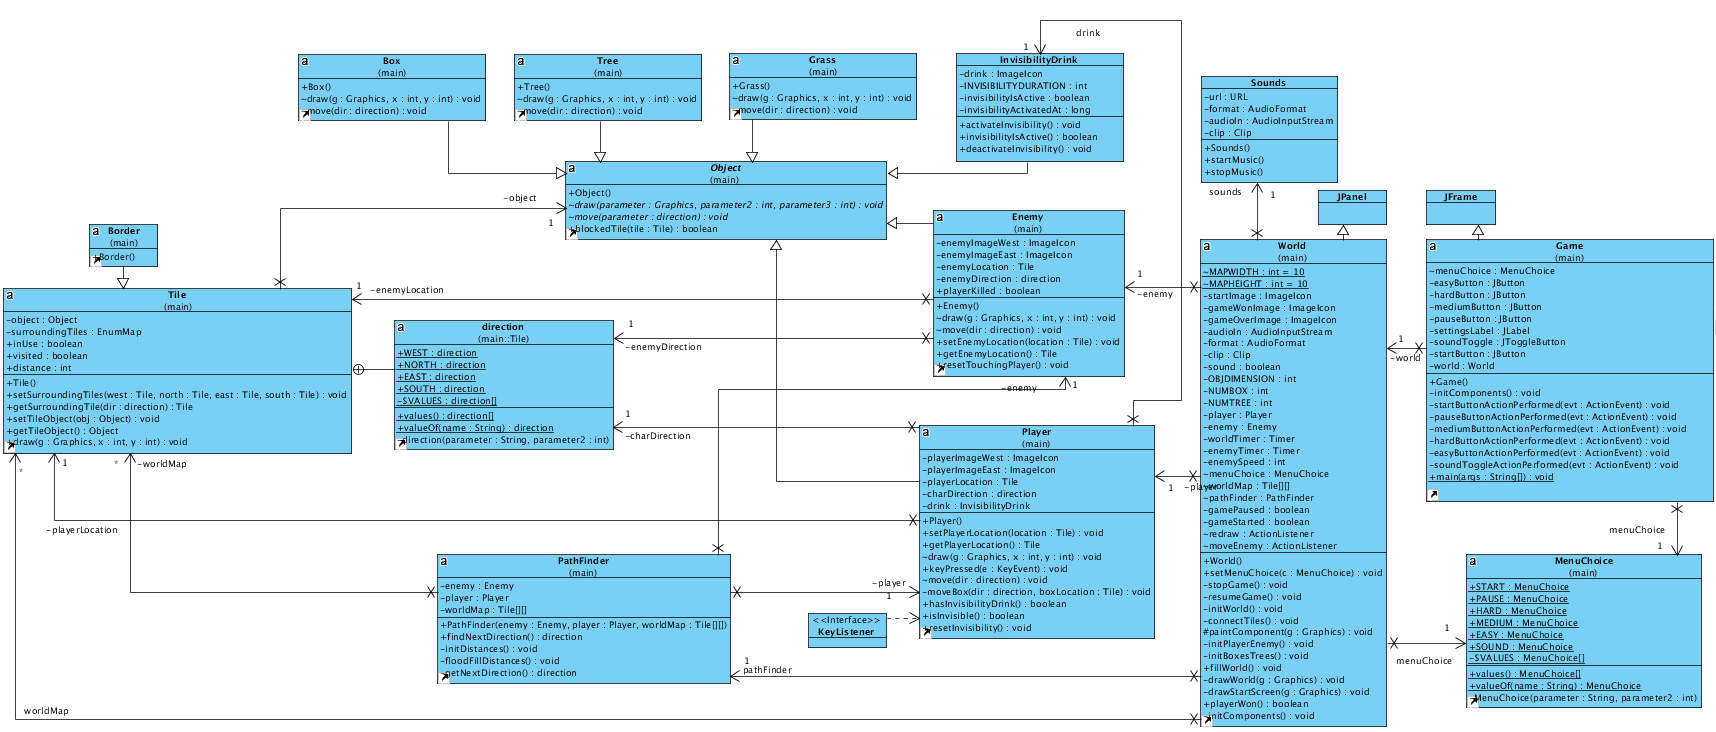 drink
1
a
Box
(main)
+Box()
~draw(g : Graphics, x : int, y : int) : void
~move(dir : direction) : void
a
Tree
(main)
+Tree()
~draw(g : Graphics, x : int, y : int) : void
~move(dir : direction) : void
a
Grass
(main)
+Grass()
~draw(g : Graphics, x : int, y : int) : void
~move(dir : direction) : void
InvisibilityDrink
-drink : ImageIcon
-INVISIBILITYDURATION : int
-invisibilityIsActive : boolean
-invisibilityActivatedAt : long
+activateInvisibility() : void
+invisibilityIsActive() : boolean
+deactivateInvisibility() : void
Sounds
-url : URL
-format : AudioFormat
-audioIn : AudioInputStream
-clip : Clip
+Sounds()
+startMusic()
+stopMusic()
sounds
1
a
Object
(main)
+Object()
~draw(parameter : Graphics, parameter2 : int, parameter3 : int) : void
~move(parameter : direction) : void
+blockedTile(tile : Tile) : boolean
-object
1
JPanel
JFrame
a
Border
(main)
+Border()
a
Enemy
(main)
-enemyImageWest : ImageIcon
-enemyImageEast : ImageIcon
-enemyLocation : Tile
-enemyDirection : direction
+playerKilled : boolean
+Enemy()
~draw(g : Graphics, x : int, y : int) : void
~move(dir : direction) : void
+setEnemyLocation(location : Tile) : void
+getEnemyLocation() : Tile
+resetTouchingPlayer() : void
a
World
(main)
~MAPWIDTH : int = 10
~MAPHEIGHT : int = 10
-startImage : ImageIcon
-gameWonImage : ImageIcon
-gameOverImage : ImageIcon
-audioIn : AudioInputStream
-format : AudioFormat
-clip : Clip
-sound : boolean
-OBJDIMENSION : int
-NUMBOX : int
-NUMTREE : int
-player : Player
-enemy : Enemy
-worldTimer : Timer
-enemyTimer : Timer
-enemySpeed : int
~menuChoice : MenuChoice
-worldMap : Tile[][]
~pathFinder : PathFinder
-gamePaused : boolean
-gameStarted : boolean
~redraw : ActionListener
~moveEnemy : ActionListener
+World()
+setMenuChoice(c : MenuChoice) : void
-stopGame() : void
-resumeGame() : void
-initWorld() : void
-connectTiles() : void
#paintComponent(g : Graphics) : void
-initPlayerEnemy() : void
-initBoxesTrees() : void
+fillWorld() : void
-drawWorld(g : Graphics) : void
-drawStartScreen(g : Graphics) : void
+playerWon() : boolean
-initComponents() : void
a
Game
(main)
~menuChoice : MenuChoice
-easyButton : JButton
-hardButton : JButton
-mediumButton : JButton
-pauseButton : JButton
-settingsLabel : JLabel
-soundToggle : JToggleButton
-startButton : JButton
-world : World
+Game()
-initComponents() : void
-startButtonActionPerformed(evt : ActionEvent) : void
-pauseButtonActionPerformed(evt : ActionEvent) : void
-mediumButtonActionPerformed(evt : ActionEvent) : void
-hardButtonActionPerformed(evt : ActionEvent) : void
-easyButtonActionPerformed(evt : ActionEvent) : void
-soundToggleActionPerformed(evt : ActionEvent) : void
+main(args : String[]) : void
1
-enemy
1
-world
a
Tile
(main)
-object : Object
-surroundingTiles : EnumMap
+inUse : boolean
+visited : boolean
+distance : int
+Tile()
+setSurroundingTiles(west : Tile, north : Tile, east : Tile, south : Tile) : void
+getSurroundingTile(dir : direction) : Tile
+setTileObject(obj : Object) : void
+getTileObject() : Object
+draw(g : Graphics, x : int, y : int) : void
1
-enemyLocation
a
direction
(main::Tile)
+WEST : direction
+NORTH : direction
+EAST : direction
+SOUTH : direction
-$VALUES : direction[]
+values() : direction[]
+valueOf(name : String) : direction
-direction(parameter : String, parameter2 : int)
1
-enemyDirection
1
-charDirection
-enemy
1
a
Player
(main)
-playerImageWest : ImageIcon
-playerImageEast : ImageIcon
-playerLocation : Tile
-charDirection : direction
-drink : InvisibilityDrink
+Player()
~setPlayerLocation(location : Tile) : void
+getPlayerLocation() : Tile
~draw(g : Graphics, x : int, y : int) : void
+keyPressed(e : KeyEvent) : void
~move(dir : direction) : void
-moveBox(dir : direction, boxLocation : Tile) : void
+hasInvisibilityDrink() : boolean
+isInvisible() : boolean
+resetInvisibility() : void
1
-player
*
1
*
-worldMap
-playerLocation
a
PathFinder
(main)
-enemy : Enemy
-player : Player
-worldMap : Tile[][]
+PathFinder(enemy : Enemy, player : Player, worldMap : Tile[][])
+findNextDirection() : direction
-initDistances() : void
-floodFillDistances() : void
-getNextDirection() : direction
-player
1
<<Interface>>
KeyListener
1
pathFinder
menuChoice
1
a
MenuChoice
(main)
+START : MenuChoice
+PAUSE : MenuChoice
+HARD : MenuChoice
+MEDIUM : MenuChoice
+EASY : MenuChoice
+SOUND : MenuChoice
-$VALUES : MenuChoice[]
+values() : MenuChoice[]
+valueOf(name : String) : MenuChoice
-MenuChoice(parameter : String, parameter2 : int)
1
menuChoice
worldMap